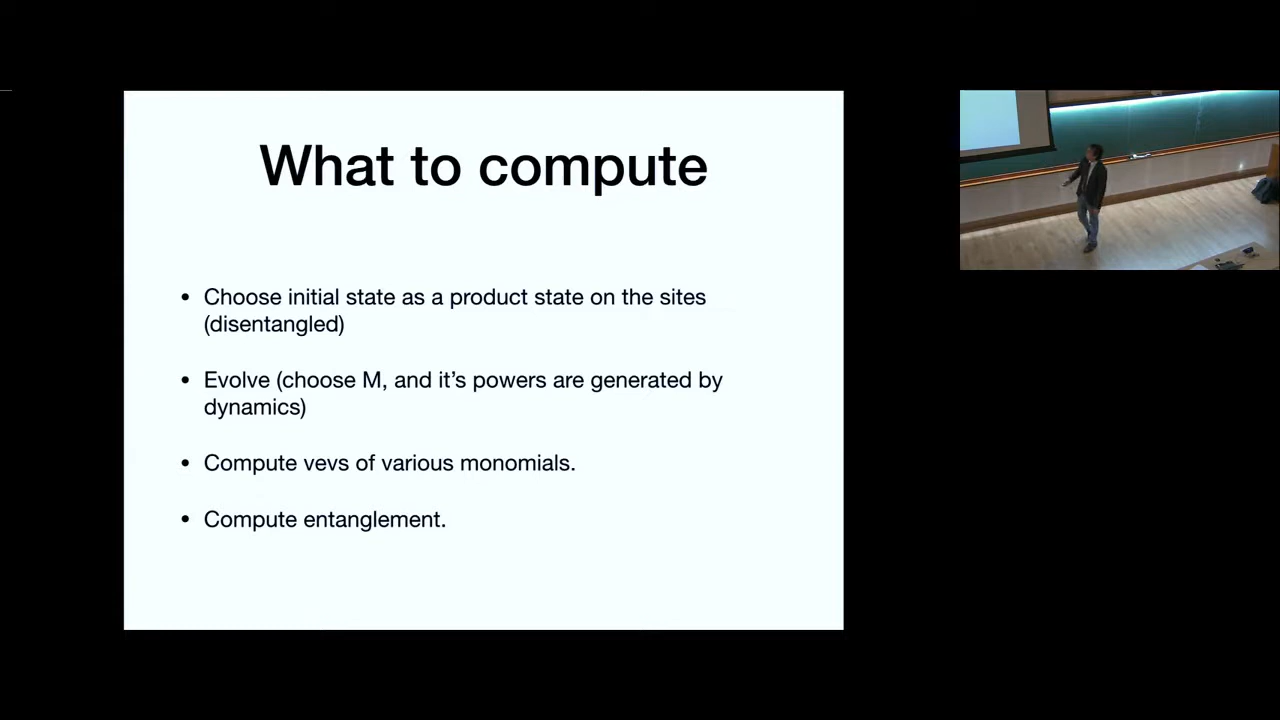 What to compute
• Choose initial state as a product state on the sites
(disentangled)
• Evolve (choose M, and it’s powers are generated by
dynamics)
• Compute vevs of various monomials.
• Compute entanglement.